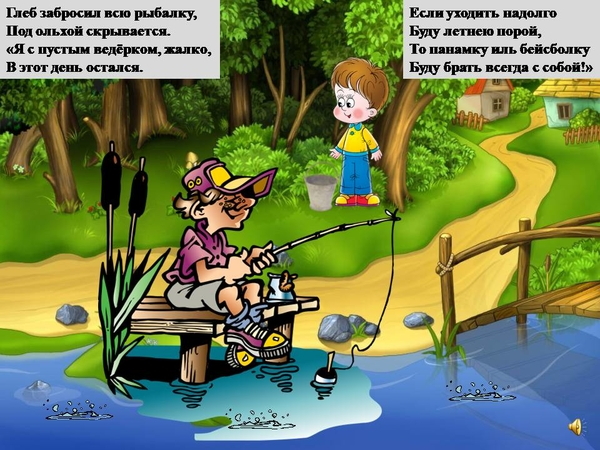 Глеб забросил всю рыбалку,
Под ольхой скрывается.
«Я с пустым ведёрком, жалко,
В этот день остался.
Если уходить надолго
Буду летнею порой,
То панамку иль бейсболку
Буду брать всегда с собой!»